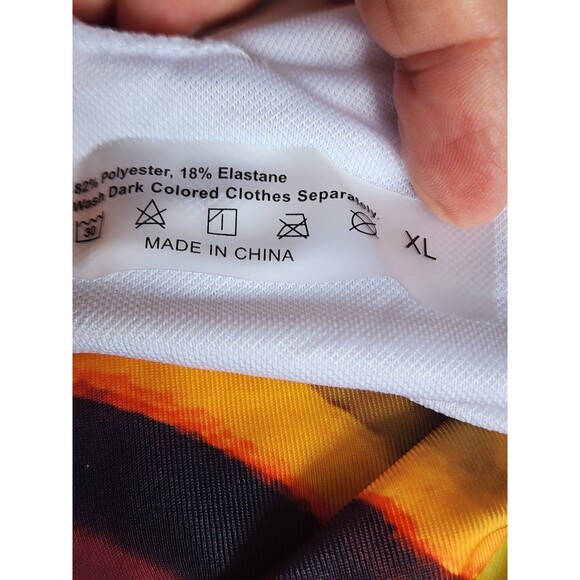 82% Polyester, 18% Elastane
Wash Dark Colored Clothes Separately.
30
MADE IN CHINA
XL